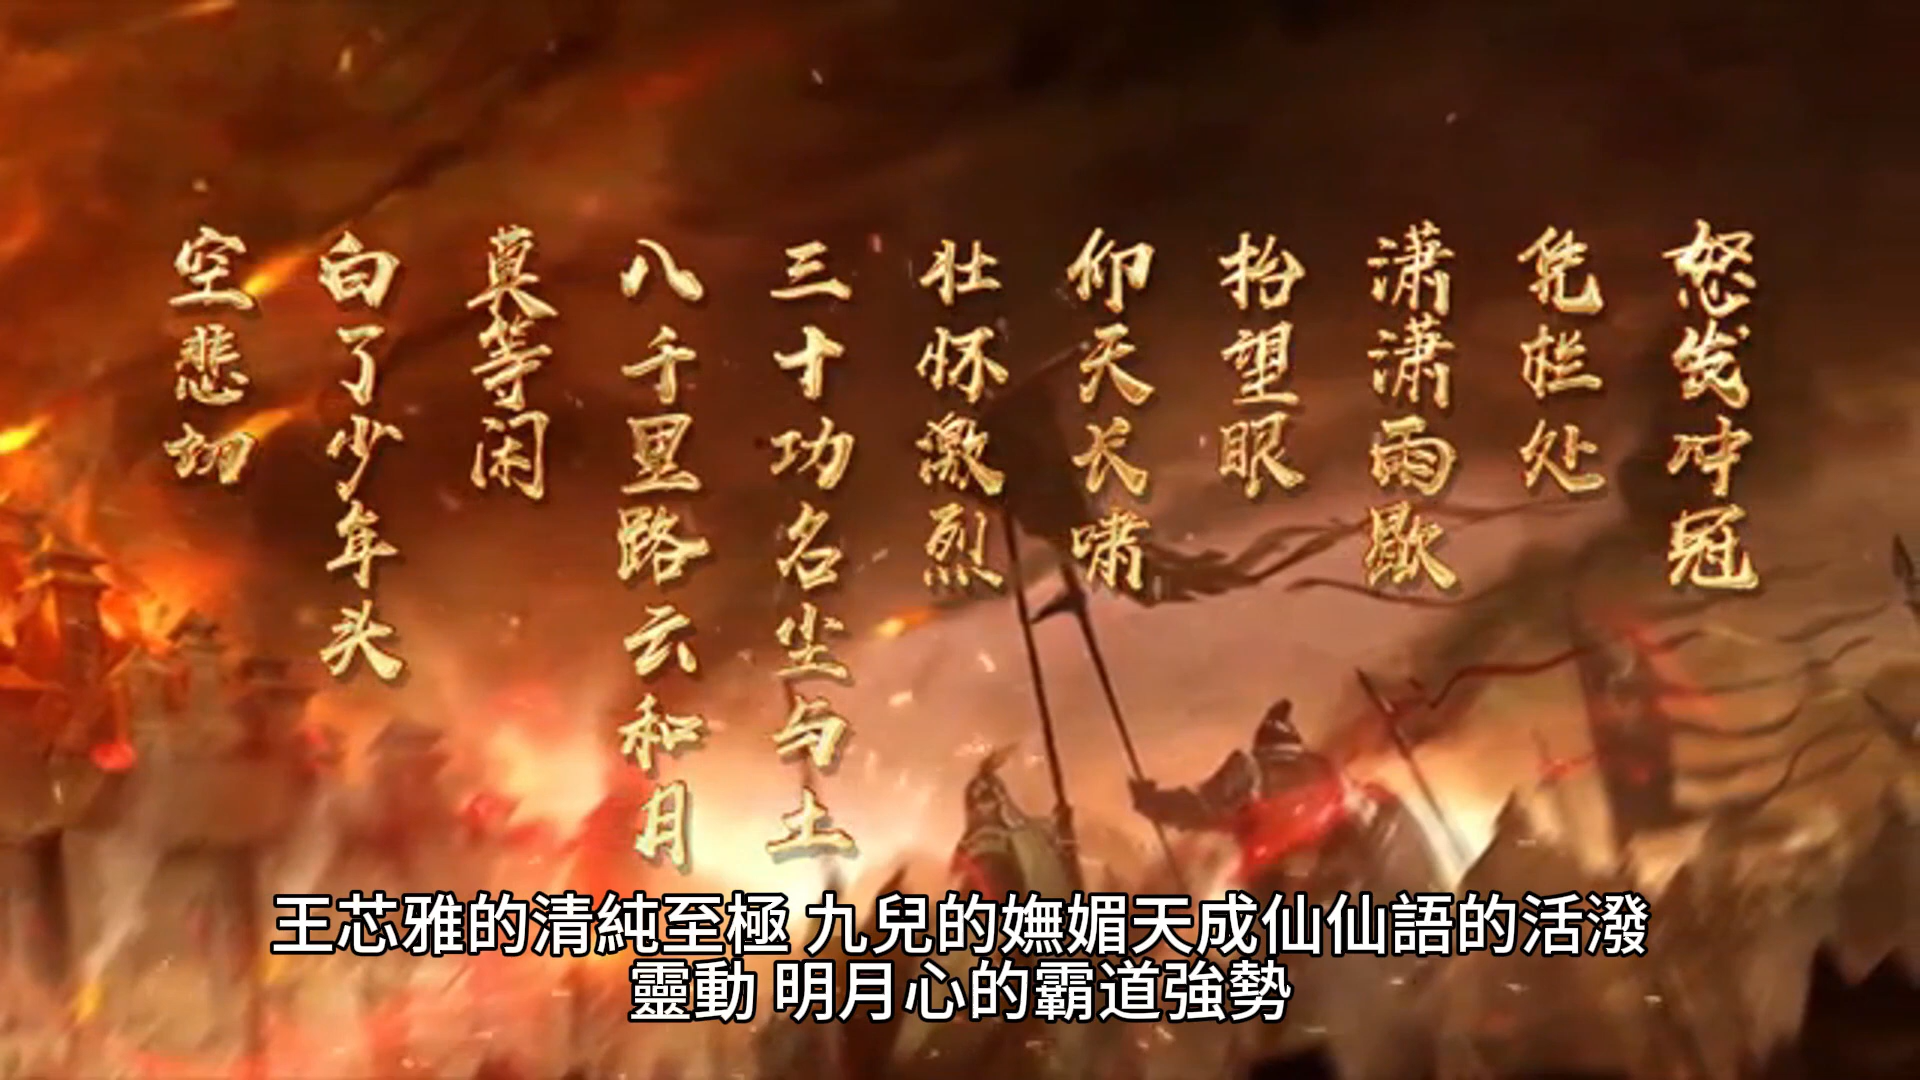 怒发冲冠
凭栏处
潇潇雨歇
抬望眼
仰天长啸
壮怀激烈
三十功名尘与土
八千里路云和月
莫等闲
白了少年头
空悲切
王芯雅的清純至極 九兒的嫵媚天成仙仙語的活潑
靈動 明月心的霸道強勢